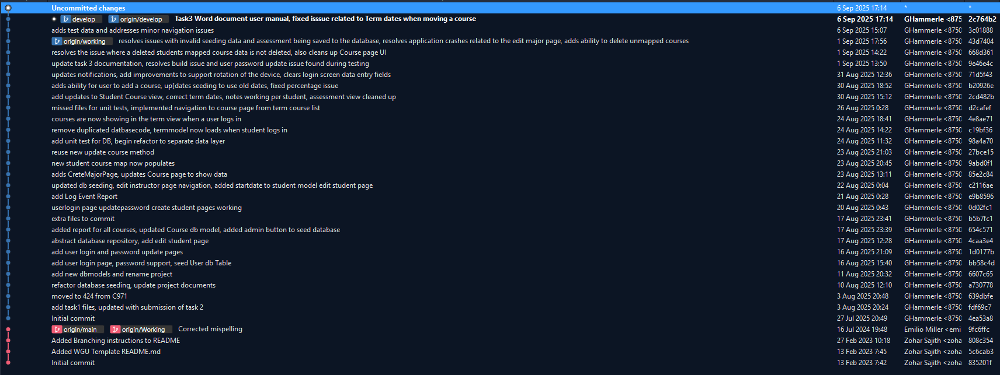 Uncommitted changes 6 Sep 2025 17:14 * *
develop origin/develop Task3 Word document user manual, fixed isssue related to Term dates when moving a course 6 Sep 2025 17:14 GHammerle <875 2c764b2
adds test data and addresses minor navigation issues 6 Sep 2025 15:07 GHammerle <8750 3c01888
origin/working resolves issues with invalid seeding data and assessment being saved to the database, resolves application crashes related to the edit major page, adds ability to delete unmapped courses 1 Sep 2025 17:56 GHammerle <8750 43d7404
resolves the issue where a deleted students mapped course data is not deleted, also cleans up Course page UI 1 Sep 2025 14:22 GHammerle <8750 668d361
update task 3 documentation, resolves build issue and user password update issue found during testing 1 Sep 2025 13:50 GHammerle <8750 9e46e4c
updates notifications, add improvements to support rotation of the device, clears login screen data entry fields 31 Aug 2025 12:36 GHammerle <8750 71d5f43
adds ability for user to add a course, up[dates seeding to use old dates, fixed percentage issue 30 Aug 2025 18:52 GHammerle <8750 b20926e
add updates to Student Course view, correct term dates, notes working per student, assessment view cleaned up 30 Aug 2025 15:12 GHammerle <8750 2cd482b
missed files for unit tests, implemented navigation to course page from term course list 26 Aug 2025 0:28 GHammerle <8750 d2cafef
courses are now showing in the term view when a user logs in 24 Aug 2025 18:41 GHammerle <8750 4e8ae71
remove duplicated datbasecode, termmodel now loads when student logs in 24 Aug 2025 14:22 GHammerle <8750 c19bf36
add unit test for DB, begin refactor to separate data layer 24 Aug 2025 11:32 GHammerle <8750 98a4a70
reuse new update course method 23 Aug 2025 21:03 GHammerle <8750 27bce15
new student course map now populates 23 Aug 2025 20:45 GHammerle <8750 9abd0f1
adds CreteMajorPage, updates Course page to show data 23 Aug 2025 13:11 GHammerle <8750 85e2c84
updated db seeding, edit instructor page navigation, added startdate to student model edit student page 22 Aug 2025 0:04 GHammerle <8750 c2116ae
add Log Event Report 21 Aug 2025 0:28 GHammerle <8750 e9b8596
userlogin page updatepassword create student pages working 20 Aug 2025 0:43 GHammerle <8750 0d02fc1
extra files to commit 17 Aug 2025 23:41 GHammerle <8750 b5b7fc1
added report for all courses, updated Course db model, added admin button to seed database 17 Aug 2025 23:39 GHammerle <8750 654c571
abstract database repository, add edit student page 17 Aug 2025 12:28 GHammerle <8750 4caa3e4
add user login and password update pages 16 Aug 2025 21:09 GHammerle <8750 1d0177b
add user login page, password support, seed User db Table 16 Aug 2025 15:40 GHammerle <8750 bb58c4d
add new dbmodels and rename project 11 Aug 2025 20:32 GHammerle <8750 6607c65
refactor database seeding, update project documents 10 Aug 2025 12:10 GHammerle <8750 a730778
moved to 424 from C971 3 Aug 2025 20:48 GHammerle <8750 639dbfe
add task1 files, updated with submission of task 2 3 Aug 2025 20:24 GHammerle <8750 fdf69c7
Initial commit 27 Jul 2025 20:49 GHammerle <8750 4ea53a8
origin/main origin/Working Corrected mispelling 16 Jul 2024 19:48 Emilio Miller <emi 9fc6ffc
Added Branching instructions to README 27 Feb 2023 10:18 Zohar Sajith <zoha 808c354
Added WGU Template README.md 13 Feb 2023 7:45 Zohar Sajith <zoha 5c6cab3
Initial commit 13 Feb 2023 7:42 Zohar Sajith <zoha 835201f